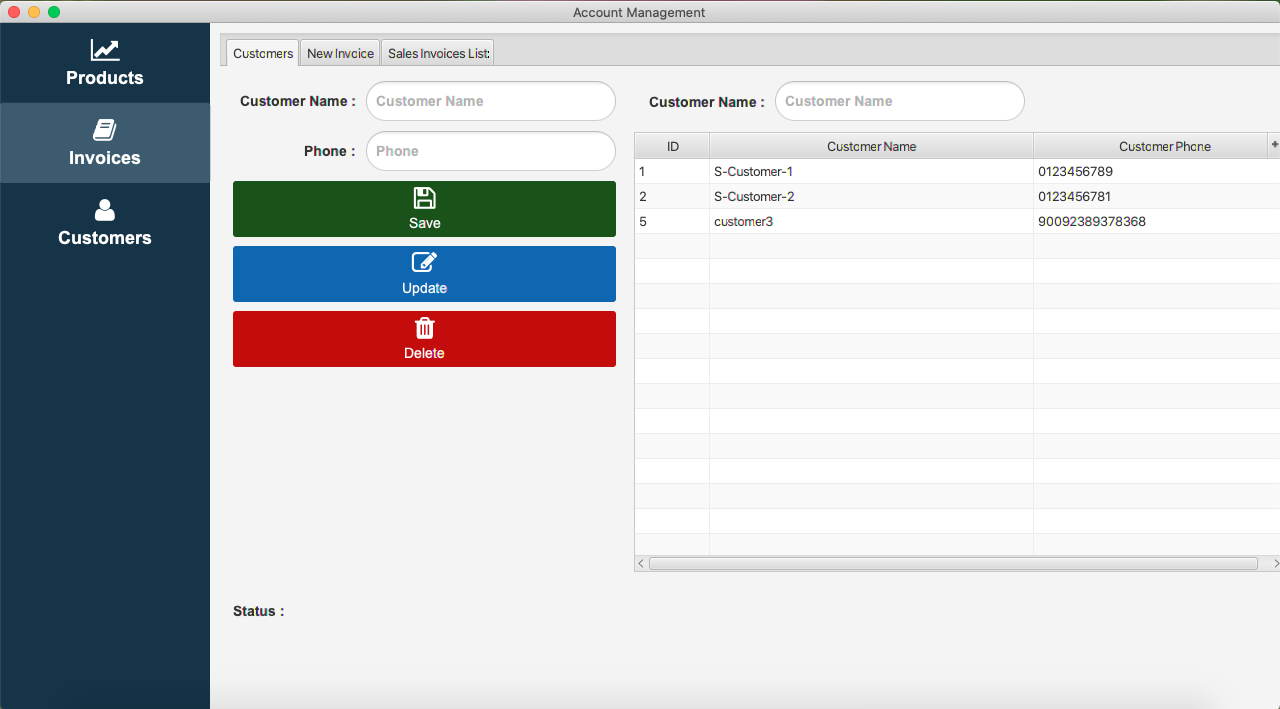 Account Management
Products
Invoices
Customers
Customers New Invoice Sales Invoices List:
Customer Name : Customer Name
Phone : Phone
Save
Update
Delete
Status :
Customer Name : Customer Name
ID Customer Name Customer Phone +
1 S-Customer-1 0123456789
2 S-Customer-2 0123456781
5 customer3 90092389378368